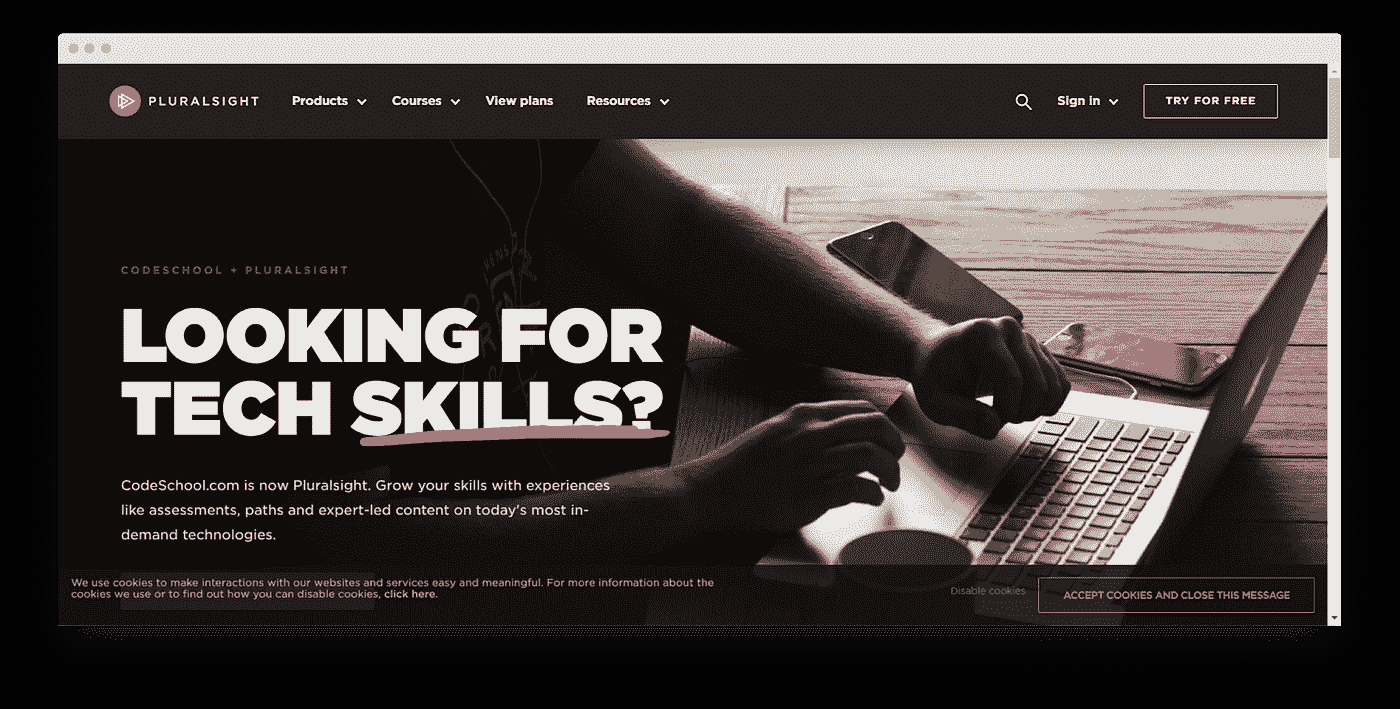 PLURALSIGHT
Products
Courses
View plans
Resources
Sign in
TRY FOR FREE
CODESCHOOL + PLURALSIGHT
LOOKING FOR
TECH SKILLS?
CodeSchool.com is now Pluralsight. Grow your skills with experiences
like assessments, paths and expert-led content on today's most in-
demand technologies.
We use cookies to make interactions with our websites and services easy and meaningful. For more information about the
cookies we use or to find out how you can disable cookies, click here.
Disable cookies
ACCEPT COOKIES AND CLOSE THIS MESSAGE